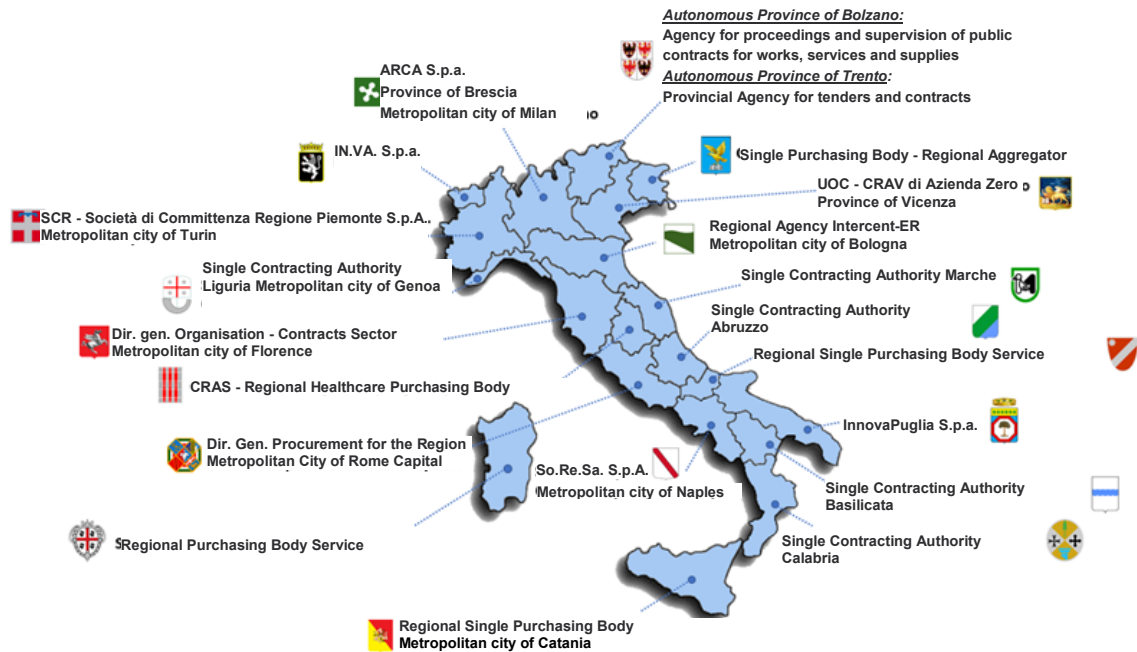 Autonomous Province of Bolzano:
Agency for proceedings and supervision of public
contracts for works, services and supplies
Autonomous Province of Trento:
Provincial Agency for tenders and contracts
ARCA S.p.a.
Province of Brescia
Metropolitan city of Milan
IN.VA. S.p.a.
Single Purchasing Body - Regional Aggregator
UOC - CRAV di Azienda Zero
Province of Vicenza
SCR - Società di Committenza Regione Piemonte S.p.A..
Metropolitan city of Turin
Regional Agency Intercent-ER
Metropolitan city of Bologna
Single Contracting Authority
Liguria Metropolitan city of Genoa
Single Contracting Authority Marche
Dir. gen. Organisation - Contracts Sector
Metropolitan city of Florence
Single Contracting Authority
Abruzzo
Regional Single Purchasing Body Service
CRAS - Regional Healthcare Purchasing Body
InnovaPuglia S.p.a.
Dir. Gen. Procurement for the Region
Metropolitan City of Rome Capital
So.Re.Sa. S.p.A.
Metropolitan city of Naples
Single Contracting Authority
Basilicata
Regional Purchasing Body Service
Single Contracting Authority
Calabria
Regional Single Purchasing Body
Metropolitan city of Catania